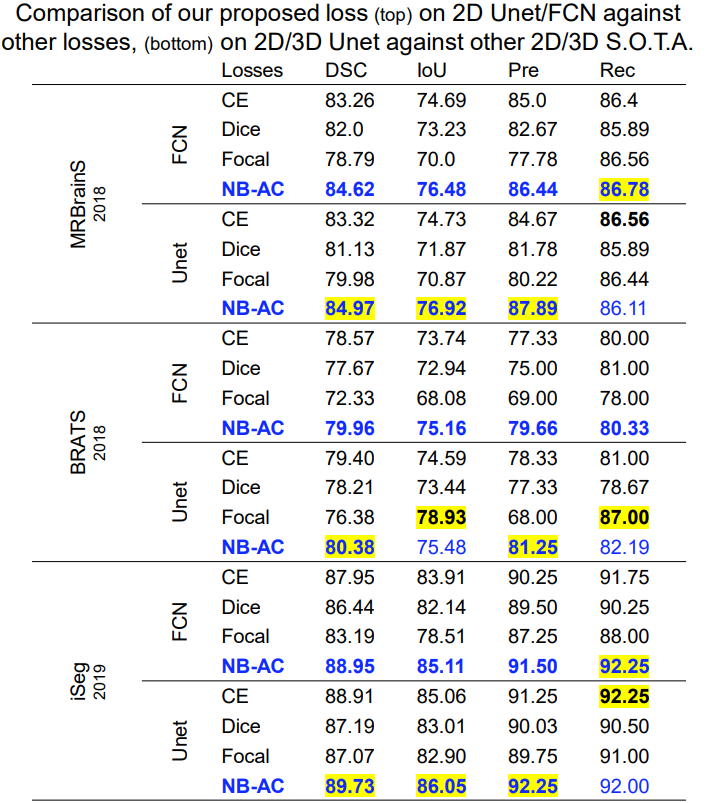 Comparison of our proposed loss (top) on 2D Unet/FCN against
other losses, (bottom) on 2D/3D Unet against other 2D/3D S.O.T.A.
Losses DSC IoU Pre Rec
MRBrainS
2018
FCN
CE 83.26 74.69 85.0 86.4
Dice 82.0 73.23 82.67 85.89
Focal 78.79 70.0 77.78 86.56
NB-AC 84.62 76.48 86.44 86.78
Unet
CE 83.32 74.73 84.67 86.56
Dice 81.13 71.87 81.78 85.89
Focal 79.98 70.87 80.22 86.44
NB-AC 84.97 76.92 87.89 86.11
BRATS
2018
FCN
CE 78.57 73.74 77.33 80.00
Dice 77.67 72.94 75.00 81.00
Focal 72.33 68.08 69.00 78.00
NB-AC 79.96 75.16 79.66 80.33
Unet
CE 79.40 74.59 78.33 81.00
Dice 78.21 73.44 77.33 78.67
Focal 76.38 78.93 68.00 87.00
NB-AC 80.38 75.48 81.25 82.19
iSeg
2019
FCN
CE 87.95 83.91 90.25 91.75
Dice 86.44 82.14 89.50 90.25
Focal 83.19 78.51 87.25 88.00
NB-AC 88.95 85.11 91.50 92.25
Unet
CE 88.91 85.06 91.25 92.25
Dice 87.19 83.01 90.03 90.50
Focal 87.07 82.90 89.75 91.00
NB-AC 89.73 86.05 92.25 92.00